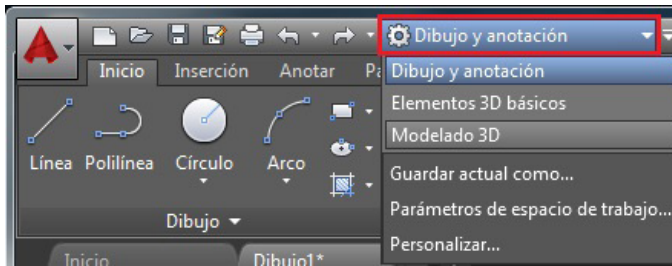 Dibujo y anotación
Inicio Inserción Anotar
Dibujo y anotación
Elementos 3D básicos
Modelado 3D
Guardar actual como...
Parámetros de espacio de trabajo...
Personalizar...
Línea Polilínea Círculo Arco
Dibujo
Inicio Dibujo1*